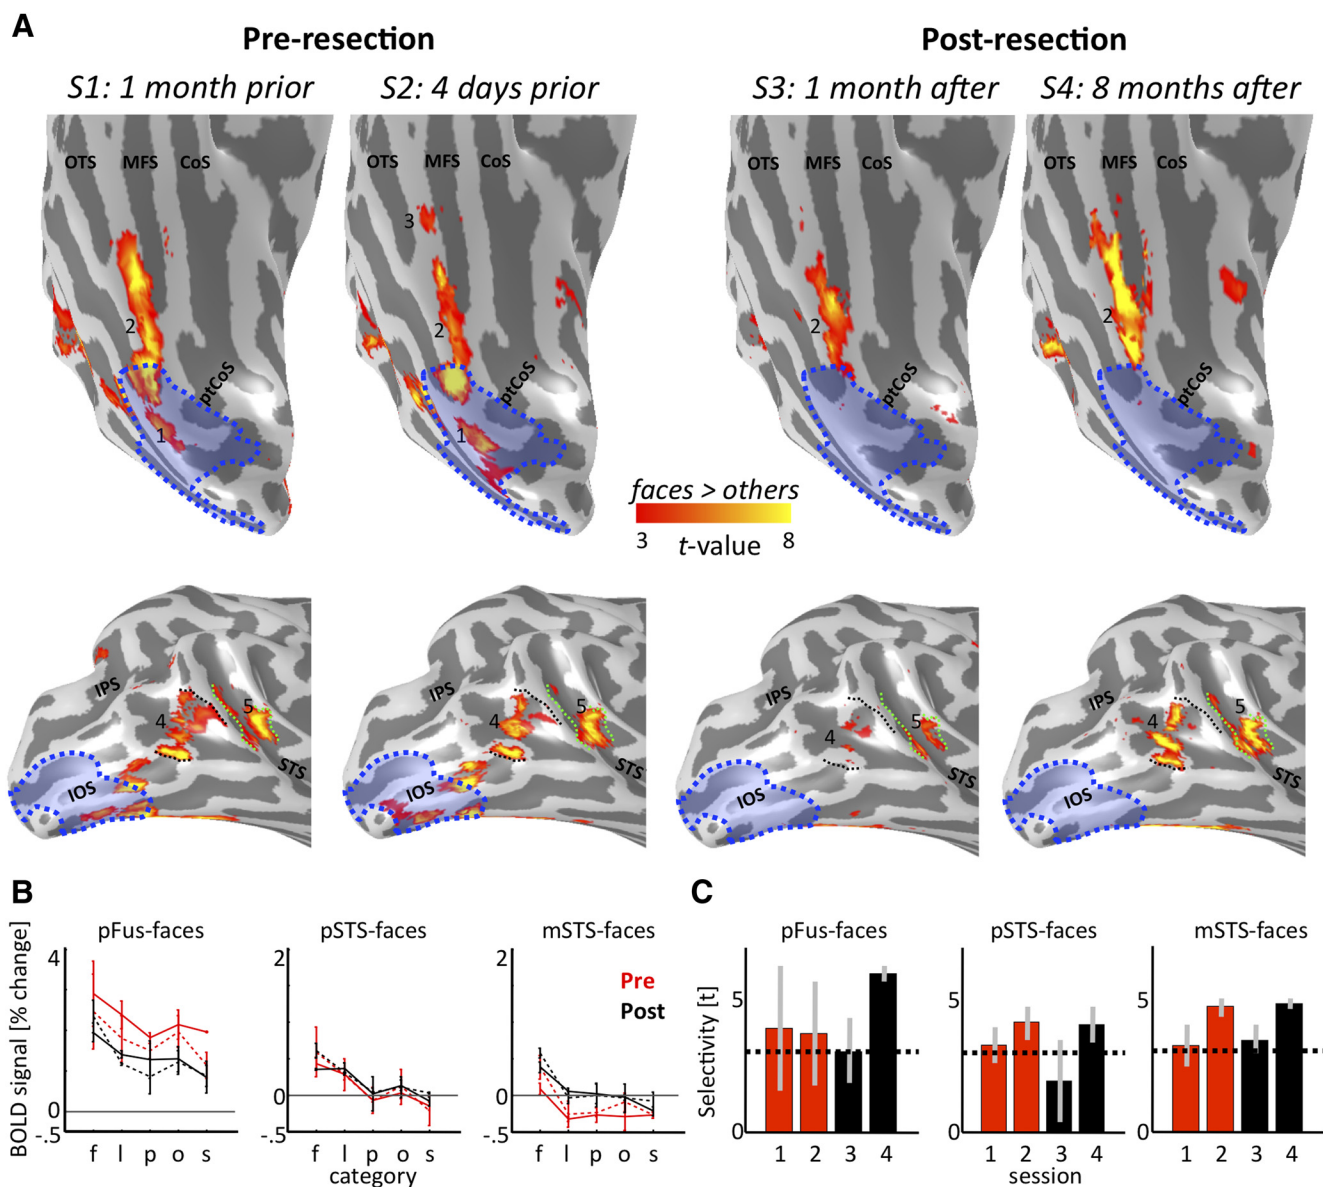 A
Pre-resection Post-resection
S1: 1 month prior S2: 4 days prior S3: 1 month after S4: 8 months after
OTS MFS CoS OTS MFS CoS OTS MFS CoS OTS MFS CoS
3
2 2 2 2
ptCoS ptCoS ptCoS ptCoS
1 1
faces > others
3 t-value 8
IPS 4 5 IPS 4 5 IPS 4 5 IPS 4 5
STS STS STS STS
IOS IOS IOS IOS
B C
pFus-faces pSTS-faces mSTS-faces pFus-faces pSTS-faces mSTS-faces
BOLD signal [% change]
4 2 2
Pre
Post
0 0 0
-.5 -.5 -.5
f l p o s f l p o s f l p o s
category
Selectivity [t]
5 5 5
0 0 0
1 2 3 4 1 2 3 4 1 2 3 4
session